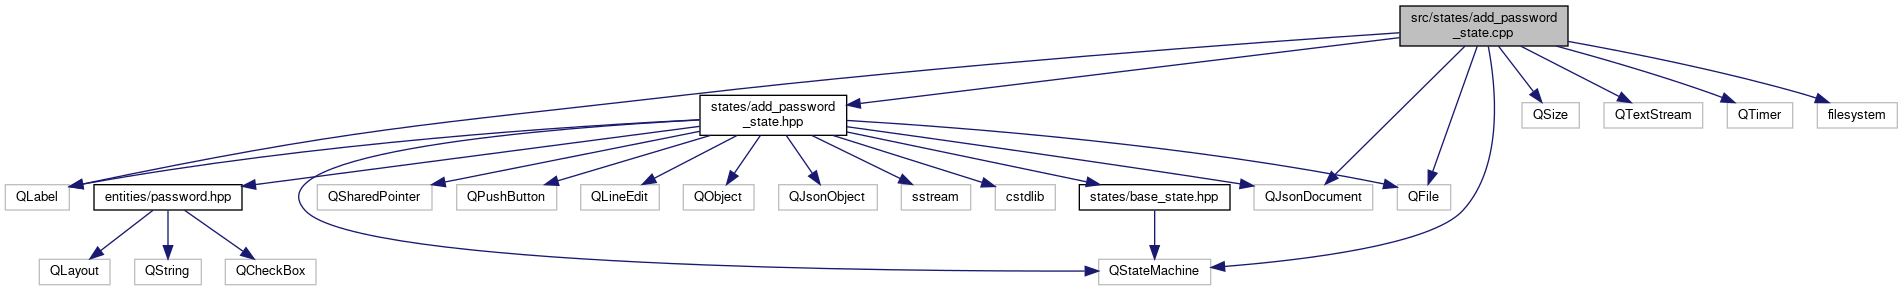 src/states/add_password
_state.cpp
states/add_password
_state.hpp
QSize
QTextStream
QTimer
filesystem
QLabel
entities/password.hpp
QSharedPointer
QPushButton
QLineEdit
QObject
QJsonObject
sstream
cstdlib
states/base_state.hpp
QJsonDocument
QFile
QLayout
QString
QCheckBox
QStateMachine